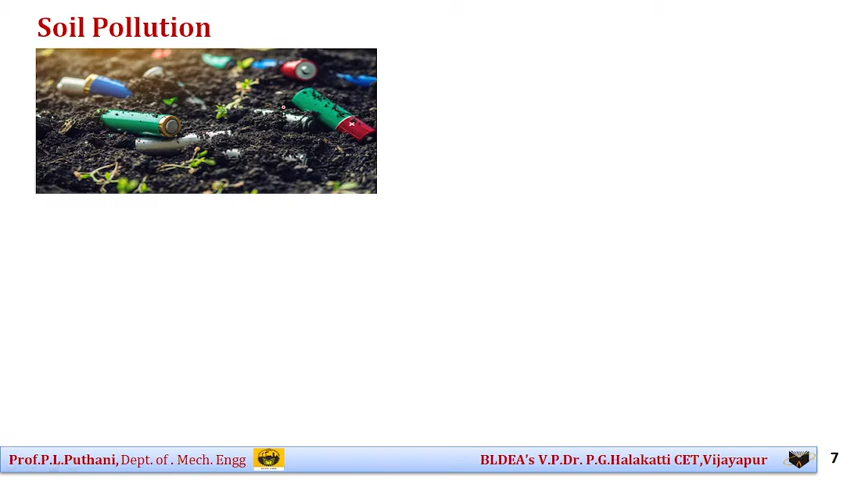 Soil Pollution
Prof.P.L.Puthani, Dept. of . Mech. Engg
BLDEA's V.P.Dr. P.G.Halakatti CET,Vijayapur
7